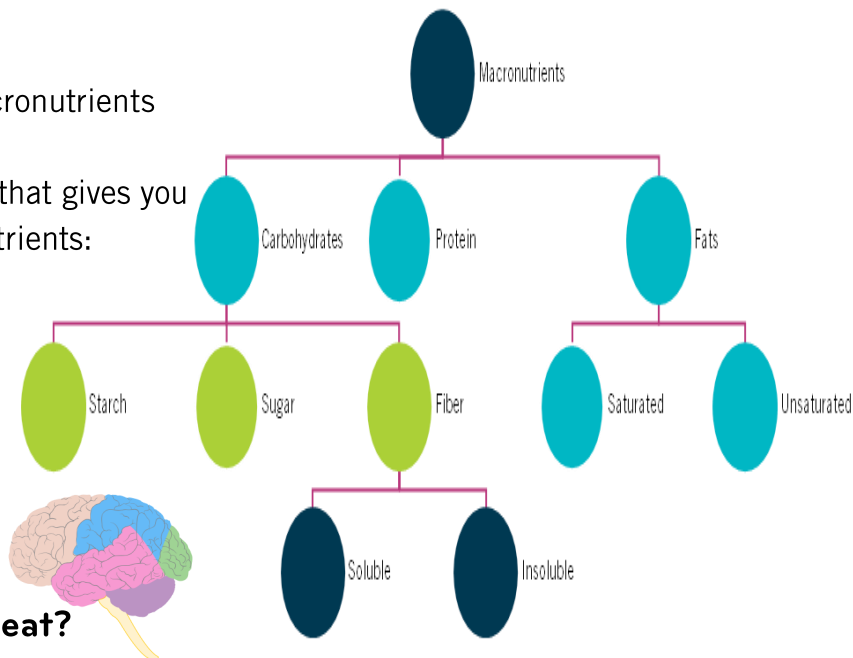 Macronutrients
cronutrients
that gives you
trients:
Carbohydrates
Protein
Fats
Starch
Sugar
Fiber
Saturated
Unsaturated
Soluble
Insoluble
eat?